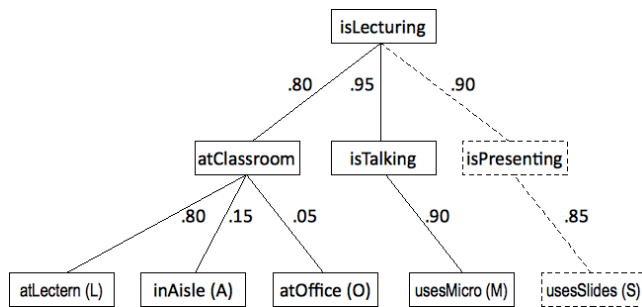 isLecturing
.80 .95 .90
atClassroom isTalking isPresenting
.80 .15 .05 .90 .85
atLectern (L) inAisle (A) atOffice (O) usesMicro (M) usesSlides (S)